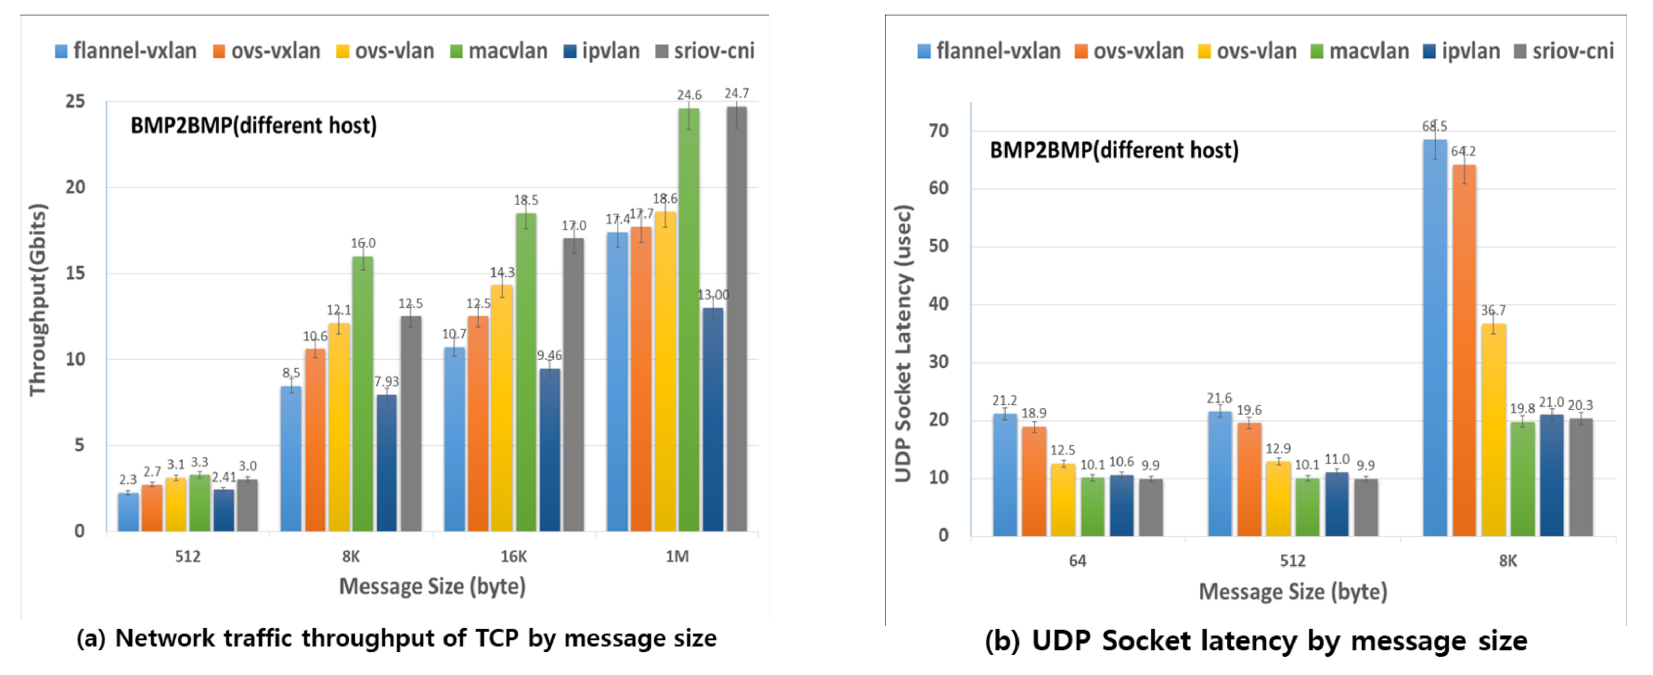 flannel-vxlan ovs-vxlan ovs-vlan macvlan ipvlan sriov-cni
BMP2BMP(different host)
Throughput(Gbits)
25
20
15
10
5
0
2.3 2.7 3.1 3.3 2.41 3.0
8.5 10.6 12.1 16.0 7.93 12.5
10.7 12.5 14.3 18.5 9.46 17.0
17.4 17.7 18.6 24.6 13.00 24.7
512 8K 16K 1M
Message Size (byte)
(a) Network traffic throughput of TCP by message size
flannel-vxlan ovs-vxlan ovs-vlan macvlan ipvlan sriov-cni
BMP2BMP(different host)
UDP Socket Latency (usec)
70
60
50
40
30
20
10
0
21.2 18.9 12.5 10.1 10.6 9.9
21.6 19.6 12.9 10.1 11.0 9.9
68.5 64.2 36.7 19.8 21.0 20.3
64 512 8K
Message Size (byte)
(b) UDP Socket latency by message size